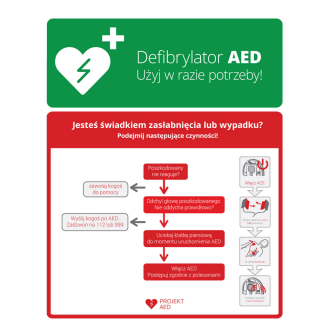 Defibrylator AED
Użyj w razie potrzeby!
Jesteś świadkiem zasłabnięcia lub wypadku?
Podejmij następujące czynności!
Poszkodowany
nie reaguje?
zawołaj kogoś
do pomocy
Odchyl głowę poszkodowanego.
Nie oddycha prawidłowo?
Wyślij kogoś po AED.
Zadzwoń na 112 lub 999
Uciskaj klatkę piersiową
do momentu uruchomienia AED
Włącz AED
Postępuj zgodnie z poleceniami
Włącz AED
PROJEKT
AED